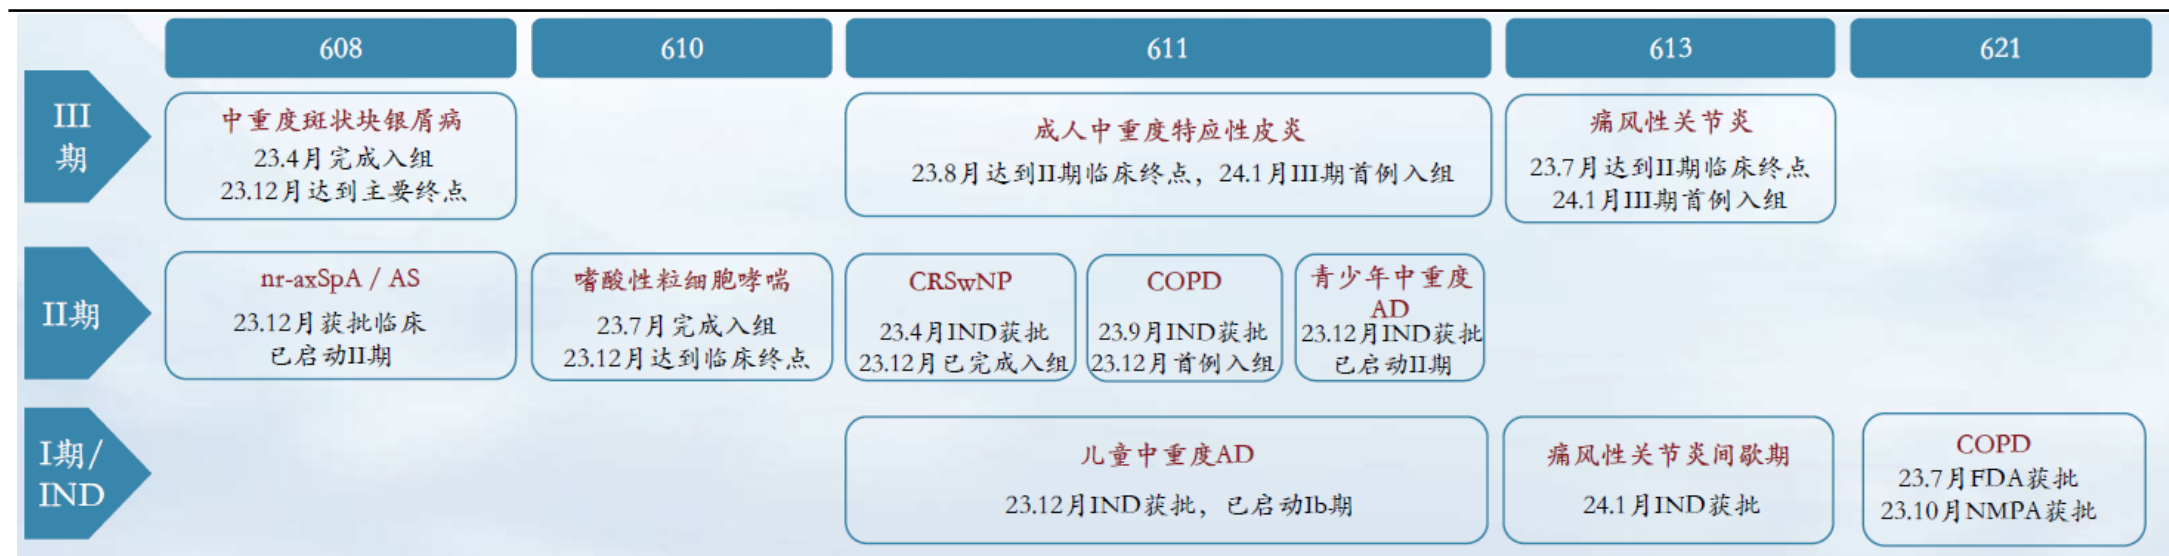 608
610
611
613
621
III
期
中重度斑状块银屑病
23.4月完成入组
23.12月达到主要终点
成人中重度特应性皮炎
23.8月达到II期临床终点，24.1月III期首例入组
痛风性关节炎
23.7月达到II期临床终点
24.1月III期首例入组
II期
nr-axSpA / AS
23.12月获批临床
已启动II期
嗜酸性粒细胞哮喘
23.7月完成入组
23.12月达到临床终点
CRSwNP
23.4月IND获批
23.12月已完成入组
COPD
23.9月IND获批
23.12月首例入组
青少年中重度
AD
23.12月IND获批
已启动II期
I期/
IND
儿童中重度AD
23.12月IND获批，已启动Ib期
痛风性关节炎间歇期
24.1月IND获批
COPD
23.7月FDA获批
23.10月NMPA获批